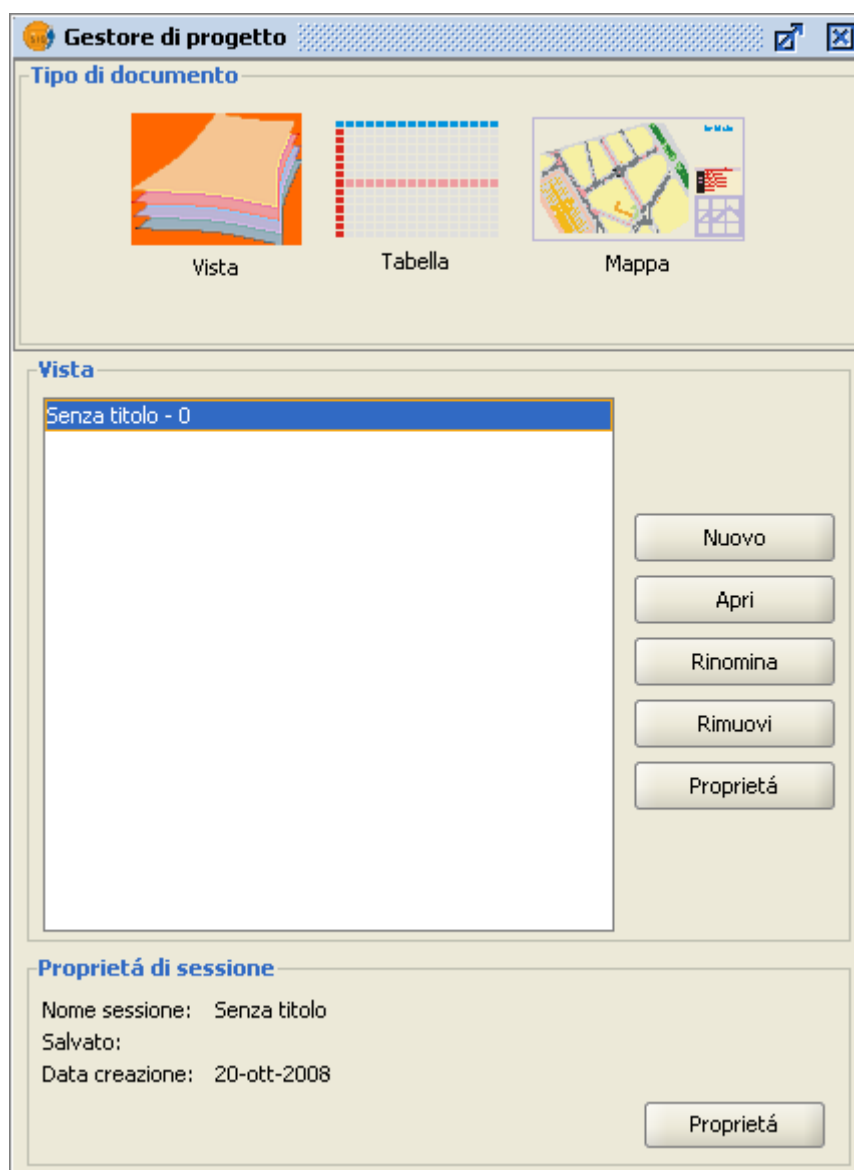 Gestore di progetto
Tipo di documento
Vista
Tabella
Mappa
Vista
Senza titolo - 0
Nuovo
Apri
Rinomina
Rimuovi
Proprietá
Proprietá di sessione
Nome sessione: Senza titolo
Salvato:
Data creazione: 20-ott-2008
Proprietá